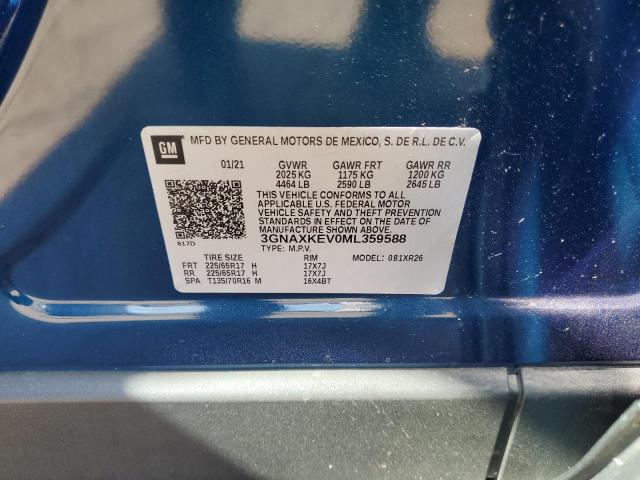 GM
MFD BY GENERAL MOTORS DE MEXICO, S. DE R.L. DE C.V.
01/21 GVWR GAWR FRT GAWR RR
2025 KG 1175 KG 1200 KG
4464 LB 2590 LB 2645 LB
THIS VEHICLE CONFORMS TO ALL
APPLICABLE U.S. FEDERAL MOTOR
VEHICLE SAFETY AND THEFT PREVENTION
STANDARDS IN EFFECT ON THE DATE OF
MANUFACTURE SHOWN ABOVE.
617D
3GNAXKEV0ML359588
TYPE: M.P.V.
TIRE SIZE RIM MODEL: 081XR26
FR 225/65R17 H 17X7J
RR 225/65R17 H 17X7J
SPA T135/70R16 M 16X4BT